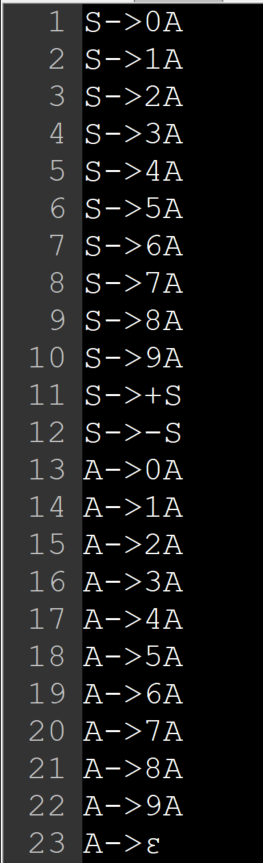 1 S->0A
2 S->1A
3 S->2A
4 S->3A
5 S->4A
6 S->5A
7 S->6A
8 S->7A
9 S->8A
10 S->9A
11 S->+S
12 S->-S
13 A->0A
14 A->1A
15 A->2A
16 A->3A
17 A->4A
18 A->5A
19 A->6A
20 A->7A
21 A->8A
22 A->9A
23 A->ε